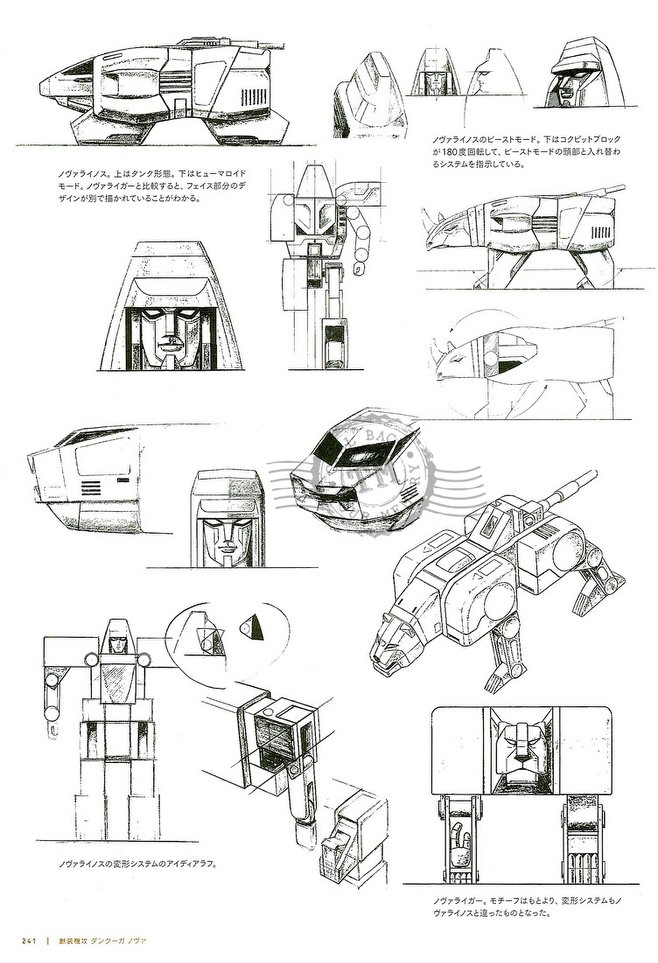 ノヴァライノス。上はタンク形態。下はヒューマロイド
モード。ノヴァライガーと比較すると、フェイス部分のデ
ザインが別で描かれていることがわかる。
ノヴァライノスのビーストモード。下はコクピットブロック
が180度回転して、ビーストモードの頭部と入れ替わ
るシステムを指示している。
ノヴァライノスの変形システムのアイディアラフ。
ノヴァライガー。モチーフはもとより、変形システムもノ
ヴァライノスと違ったものとなった。
241 | 獣装機攻 ダンクーガ ノヴァ